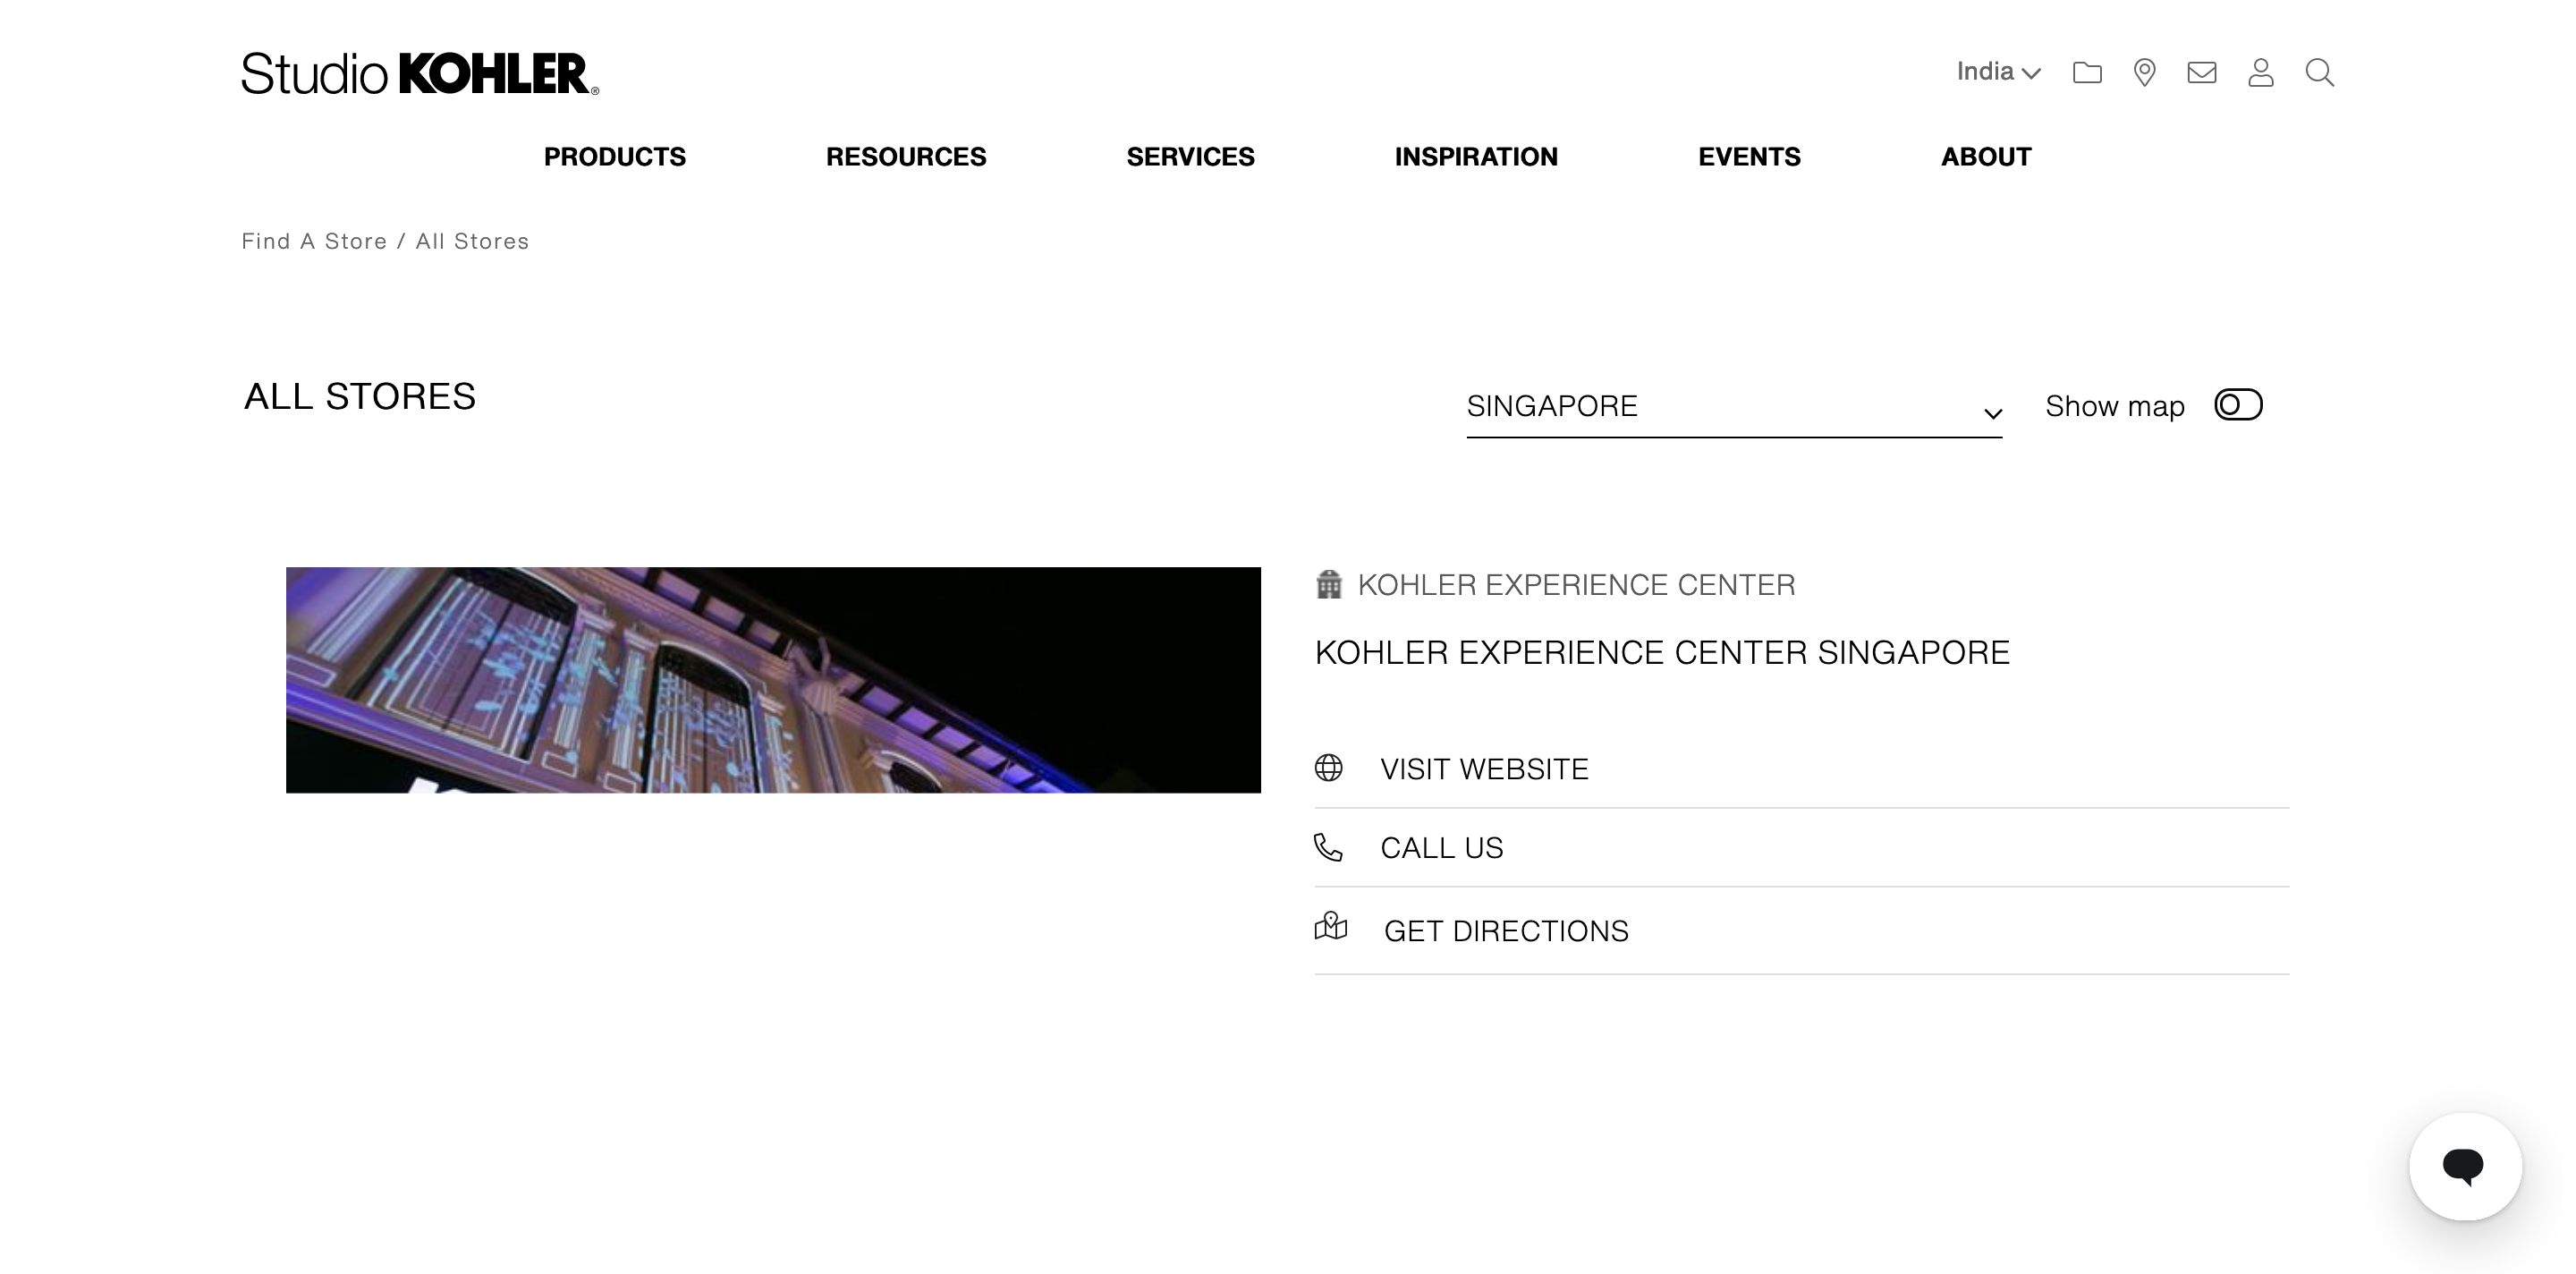 Studio KOHLER®
India
PRODUCTS RESOURCES SERVICES INSPIRATION EVENTS ABOUT
Find A Store / All Stores
ALL STORES
SINGAPORE
Show map
KOHLER EXPERIENCE CENTER
KOHLER EXPERIENCE CENTER SINGAPORE
VISIT WEBSITE
CALL US
GET DIRECTIONS